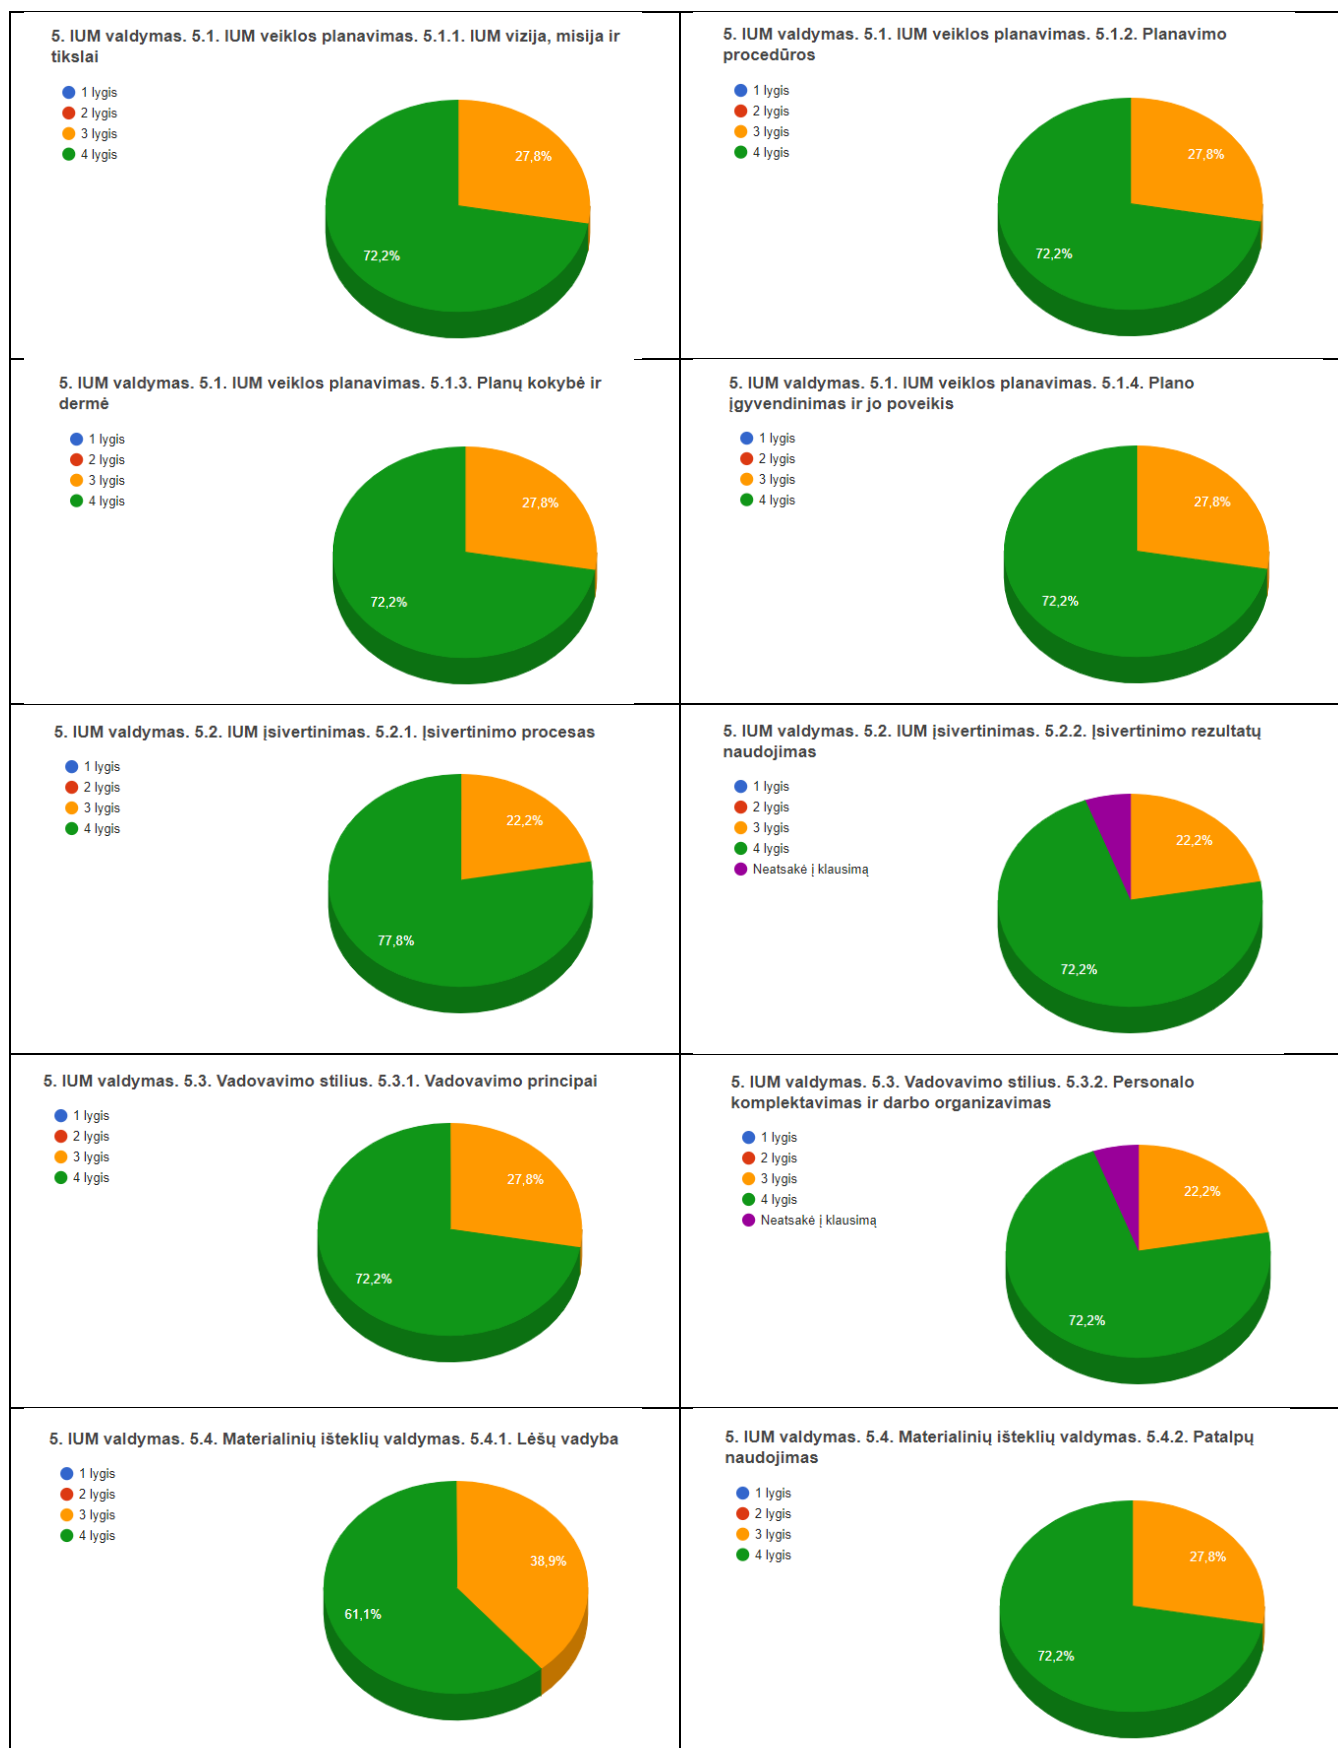 5. IUM valdymas. 5.1. IUM veiklos planavimas. 5.1.1. IUM vizija, misija ir
tikslai
1 lygis
2 lygis
3 lygis
4 lygis
27,8%
72,2%
5. IUM valdymas. 5.1. IUM veiklos planavimas. 5.1.2. Planavimo
procedūros
1 lygis
2 lygis
3 lygis
4 lygis
27,8%
72,2%
5. IUM valdymas. 5.1. IUM veiklos planavimas. 5.1.3. Planų kokybė ir
dermė
1 lygis
2 lygis
3 lygis
4 lygis
27,8%
72,2%
5. IUM valdymas. 5.1. IUM veiklos planavimas. 5.1.4. Plano
įgyvendinimas ir jo poveikis
1 lygis
2 lygis
3 lygis
4 lygis
27,8%
72,2%
5. IUM valdymas. 5.2. IUM įsivertinimas. 5.2.1. Įsivertinimo procesas
1 lygis
2 lygis
3 lygis
4 lygis
22,2%
77,8%
5. IUM valdymas. 5.2. IUM įsivertinimas. 5.2.2. Įsivertinimo rezultatų
naudojimas
1 lygis
2 lygis
3 lygis
4 lygis
Neatsakė į klausimą
22,2%
72,2%
5. IUM valdymas. 5.3. Vadovavimo stilius. 5.3.1. Vadovavimo principai
1 lygis
2 lygis
3 lygis
4 lygis
27,8%
72,2%
5. IUM valdymas. 5.3. Vadovavimo stilius. 5.3.2. Personalo
komplektavimas ir darbo organizavimas
1 lygis
2 lygis
3 lygis
4 lygis
Neatsakė į klausimą
22,2%
72,2%
5. IUM valdymas. 5.4. Materialinių išteklių valdymas. 5.4.1. Lėšų vadyba
1 lygis
2 lygis
3 lygis
4 lygis
38,9%
61,1%
5. IUM valdymas. 5.4. Materialinių išteklių valdymas. 5.4.2. Patalpų
naudojimas
1 lygis
2 lygis
3 lygis
4 lygis
27,8%
72,2%